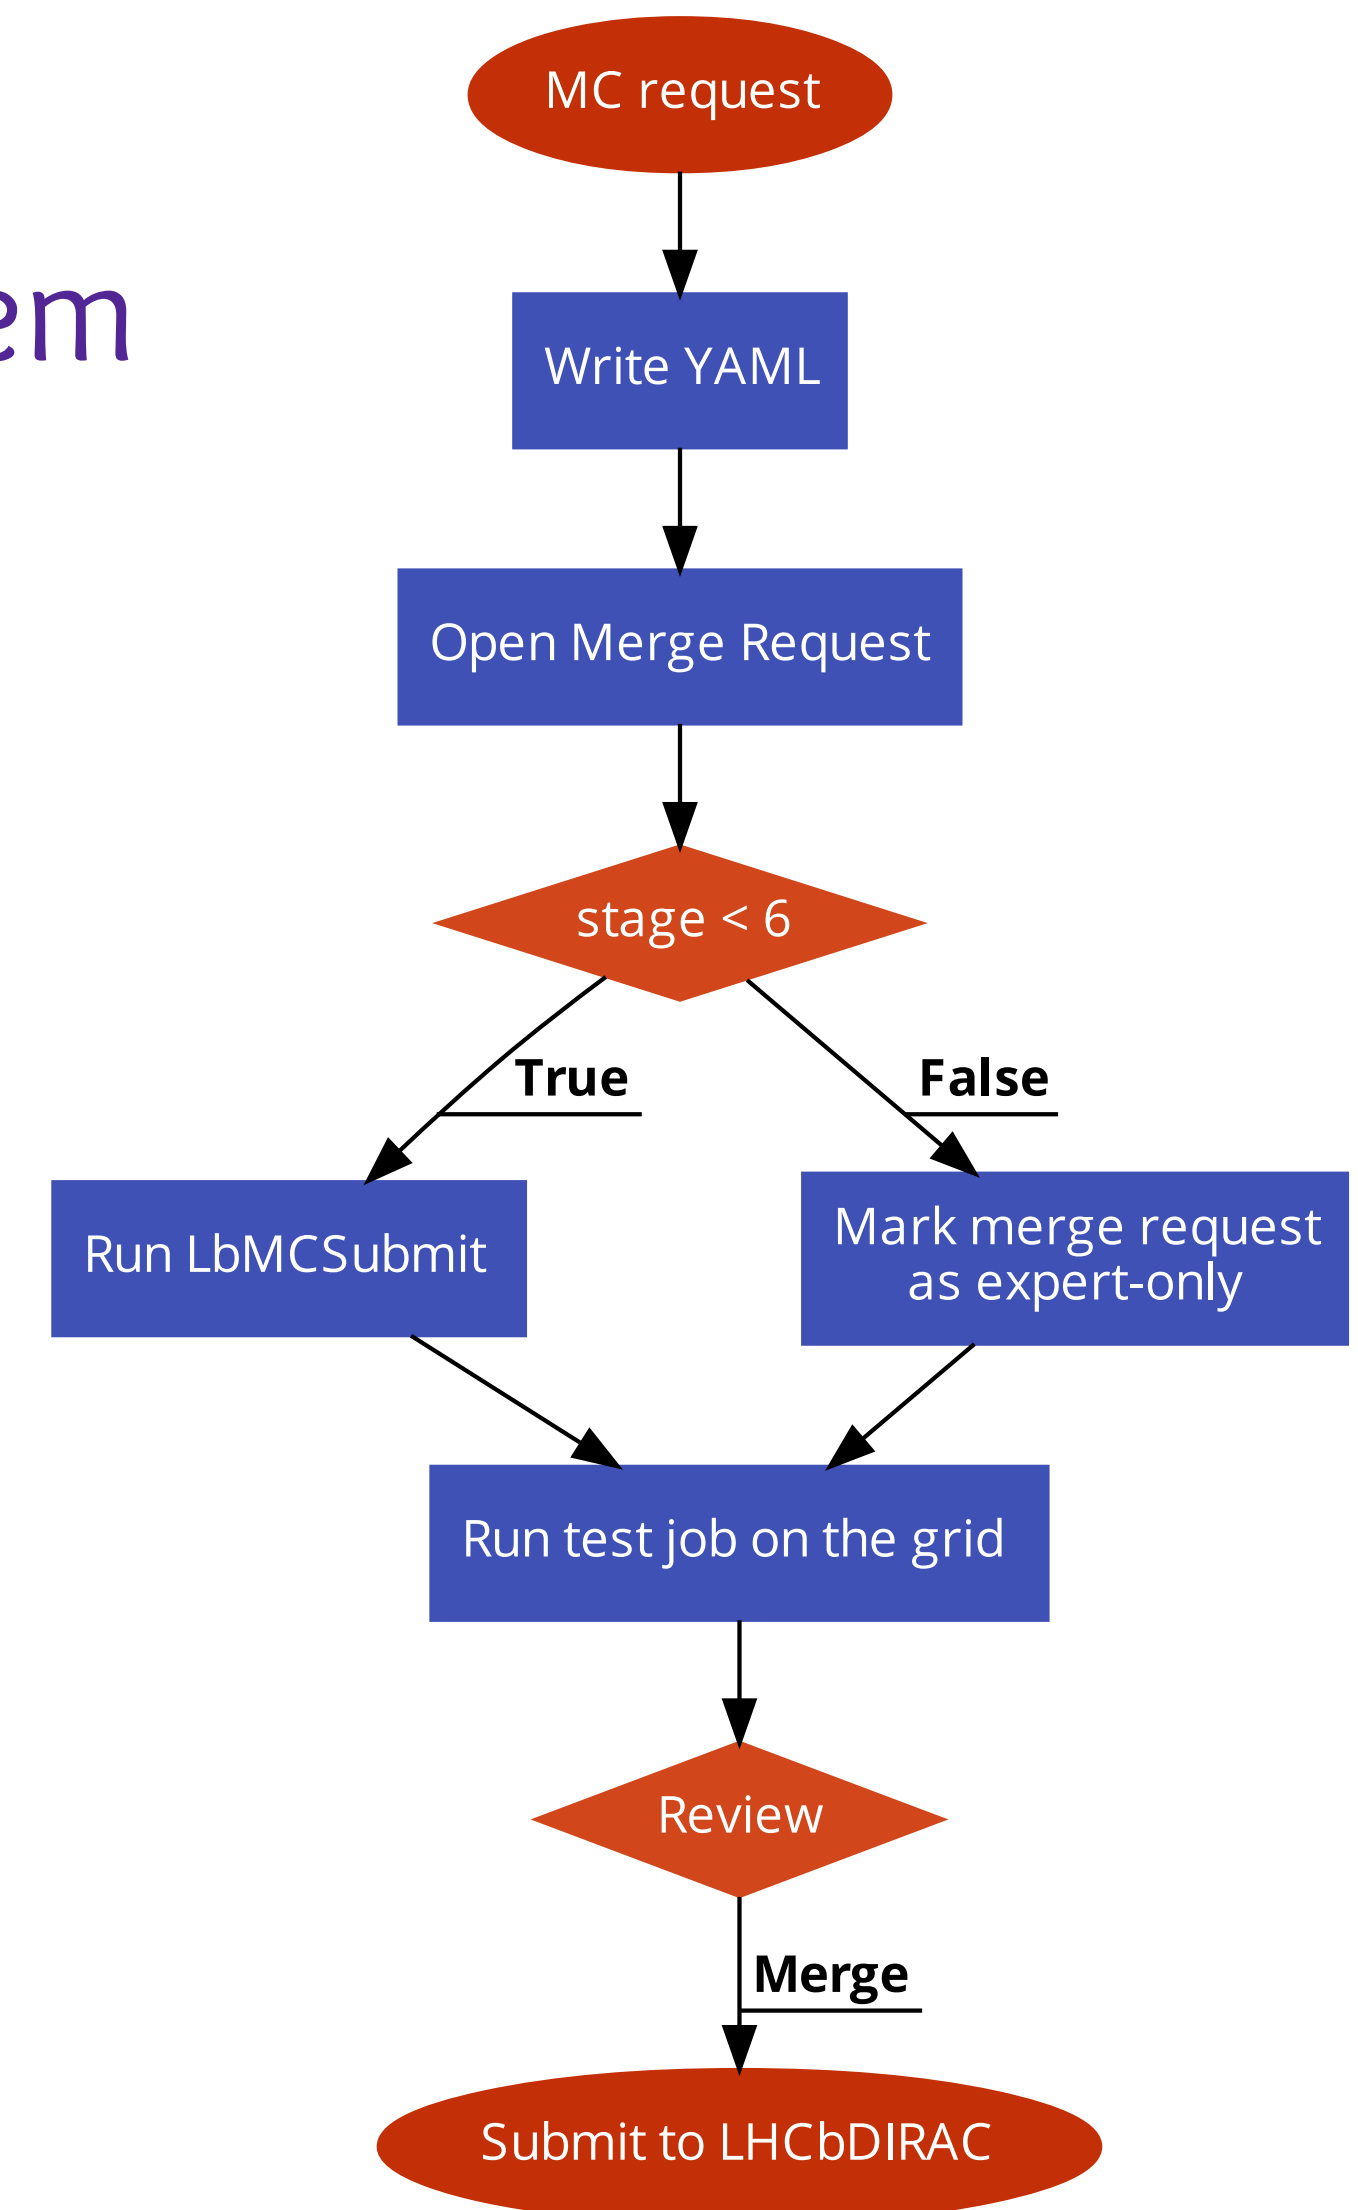 MC request
em
Write YAML
Open Merge Request
stage < 6
True
False
Run LbMCSubmit
Mark merge request
as expert-only
Run test job on the grid
Review
Merge
Submit to LHCbDIRAC